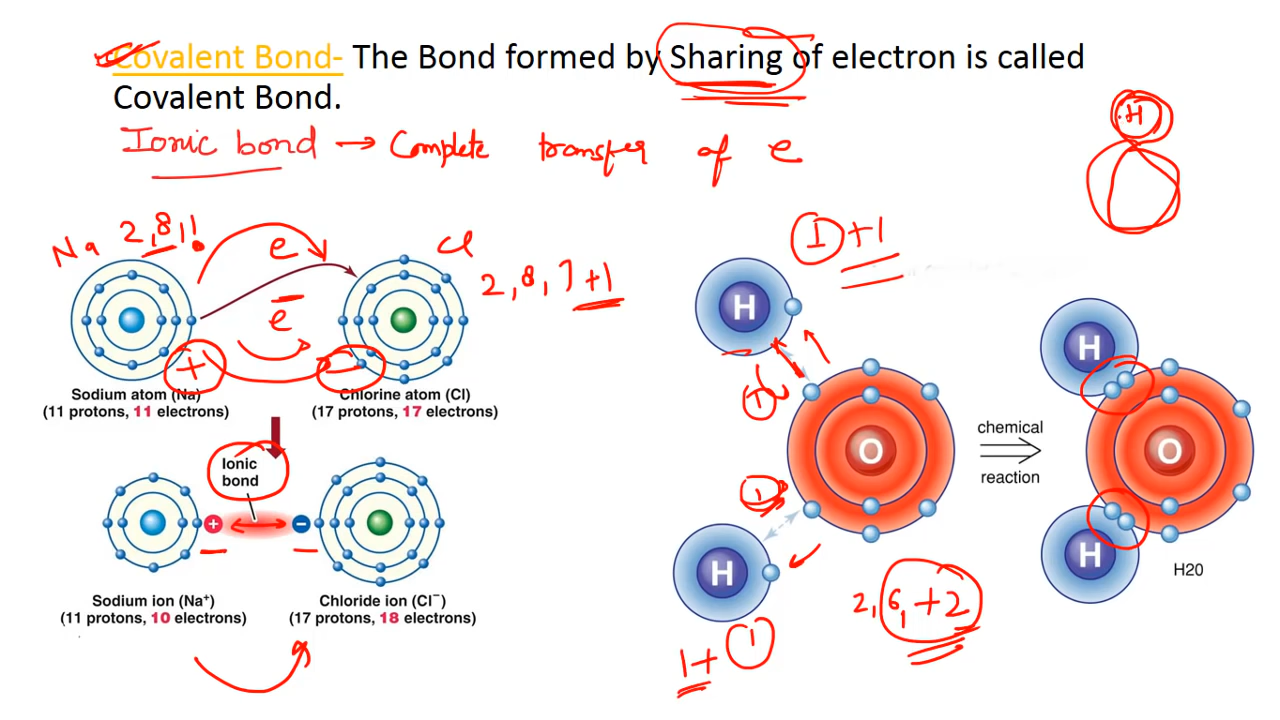 Covalent Bond- The Bond formed by Sharing of electron is called
Covalent Bond.
Ionic bond → Complete transfer of e
H
Na 2,8,1
e
Cl
2,8,7+1
e
+
−
Sodium atom (Na)
(11 protons, 11 electrons)
Chlorine atom (Cl)
(17 protons, 17 electrons)
Ionic
bond
+
−
Sodium ion (Na⁺)
(11 protons, 10 electrons)
Chloride ion (Cl⁻)
(17 protons, 18 electrons)
1+1
H
O
1
H
2,6,+2
1+1
chemical
reaction
H
O
H
H20